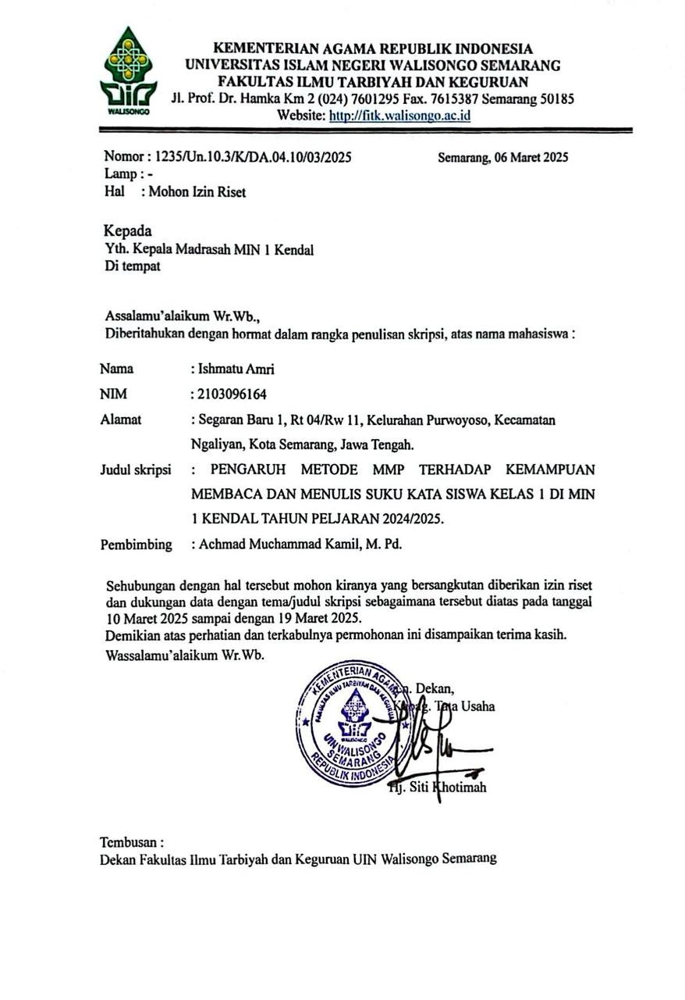 KEMENTERIAN AGAMA REPUBLIK INDONESIA
UNIVERSITAS ISLAM NEGERI WALISONGO SEMARANG
FAKULTAS ILMU TARBIYAH DAN KEGURUAN
Jl. Prof. Dr. Hamka Km 2 (024) 7601295 Fax. 7615387 Semarang 50185
Website: http://fitk.walisongo.ac.id
WALISONGO
Nomor : 1235/Un.10.3/K/DA.04.10/03/2025 Semarang, 06 Maret 2025
Lamp : -
Hal : Mohon Izin Riset
Kepada
Yth. Kepala Madrasah MIN 1 Kendal
Di tempat
Assalamu’alaikum Wr.Wb.,
Diberitahukan dengan hormat dalam rangka penulisan skripsi, atas nama mahasiswa :
Nama : Ishmatu Amri
NIM : 2103096164
Alamat : Segaran Baru 1, Rt 04/Rw 11, Kelurahan Purwoyoso, Kecamatan
Ngaliyan, Kota Semarang, Jawa Tengah.
Judul skripsi : PENGARUH METODE MMP TERHADAP KEMAMPUAN
MEMBACA DAN MENULIS SUKU KATA SISWA KELAS 1 DI MIN
1 KENDAL TAHUN PELJARAN 2024/2025.
Pembimbing : Achmad Muchammad Kamil, M. Pd.
Sehubungan dengan hal tersebut mohon kiranya yang bersangkutan diberikan izin riset
dan dukungan data dengan tema/judul skripsi sebagaimana tersebut diatas pada tanggal
10 Maret 2025 sampai dengan 19 Maret 2025.
Demikian atas perhatian dan terkabulnya permohonan ini disampaikan terima kasih.
Wassalamu’alaikum Wr.Wb.
Dekan,
Tata Usaha
KEMENTERIAN AGAMA
FAKULTAS ILMU TARBIYAH DAN KEGURUAN
WALISONGO
UIN WALISONGO
SEMARANG
REPUBLIK INDONESIA
Hj. Siti Khotimah
Tembusan :
Dekan Fakultas Ilmu Tarbiyah dan Keguruan UIN Walisongo Semarang